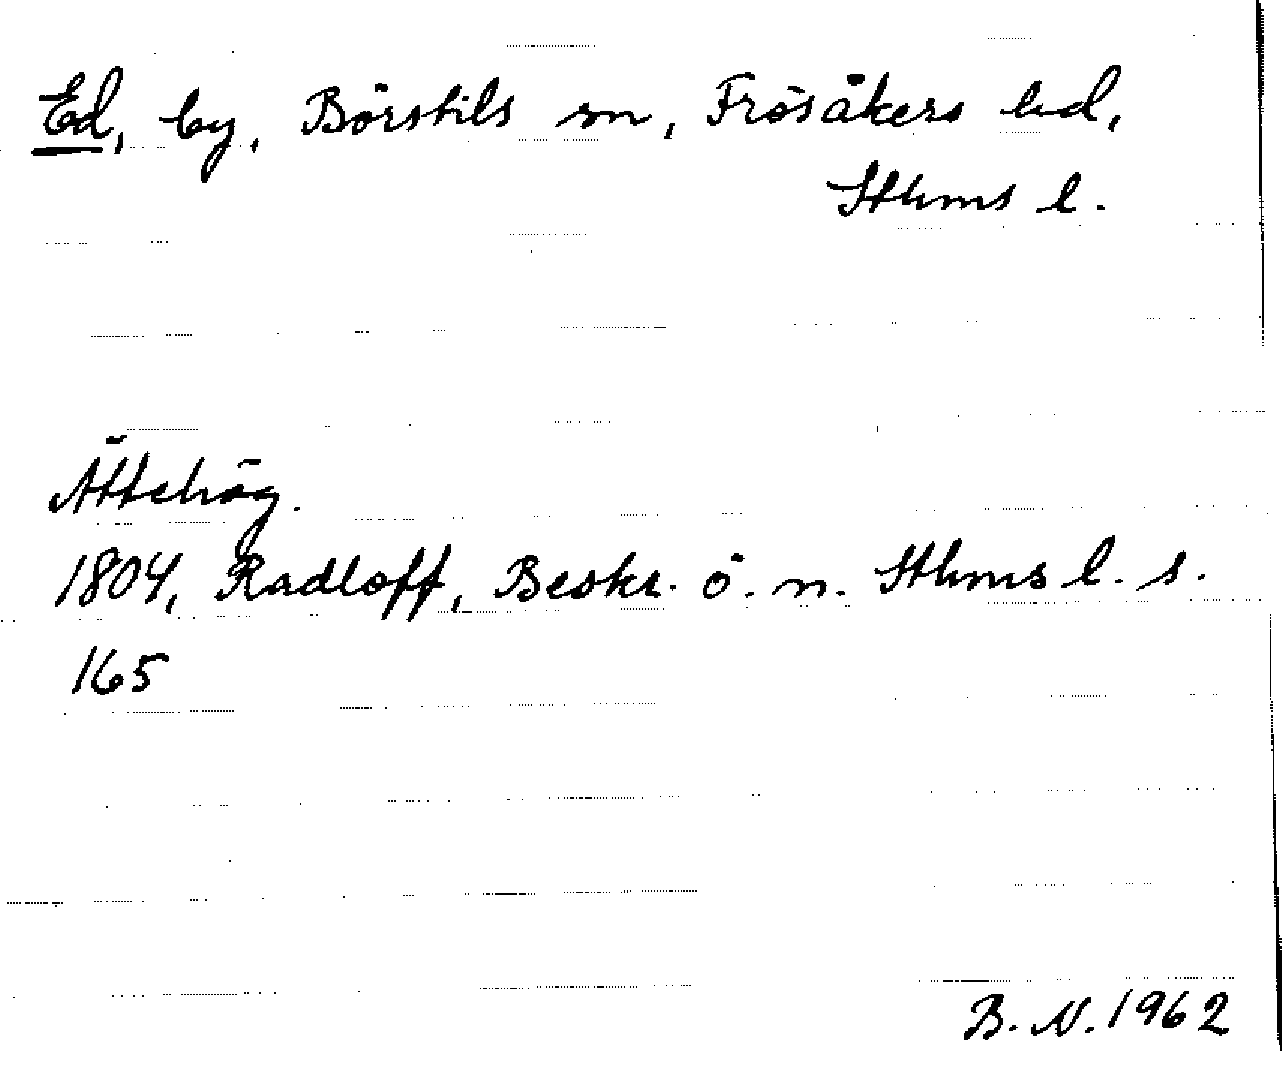 Ed, by, Börstils sn, Frösåkers hd,
Sthms l.
Ättehög.
1804, Radloff, Beskr. ö. n. Sthms l. s.
165
B. N. 1962